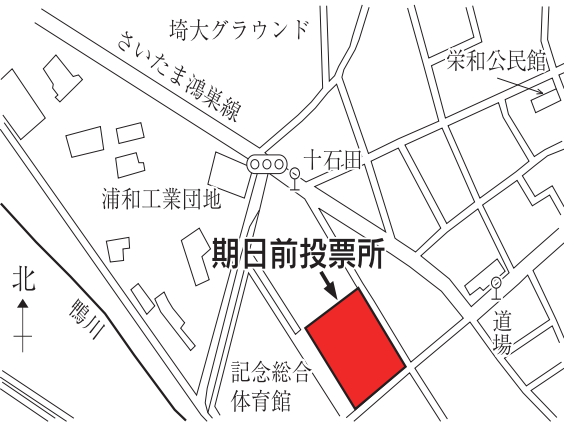 埼大グラウンド
さいたま鴻巣線
栄和公民館
十石田
浦和工業団地
期日前投票所
北
鴨川
道場
記念総合
体育館